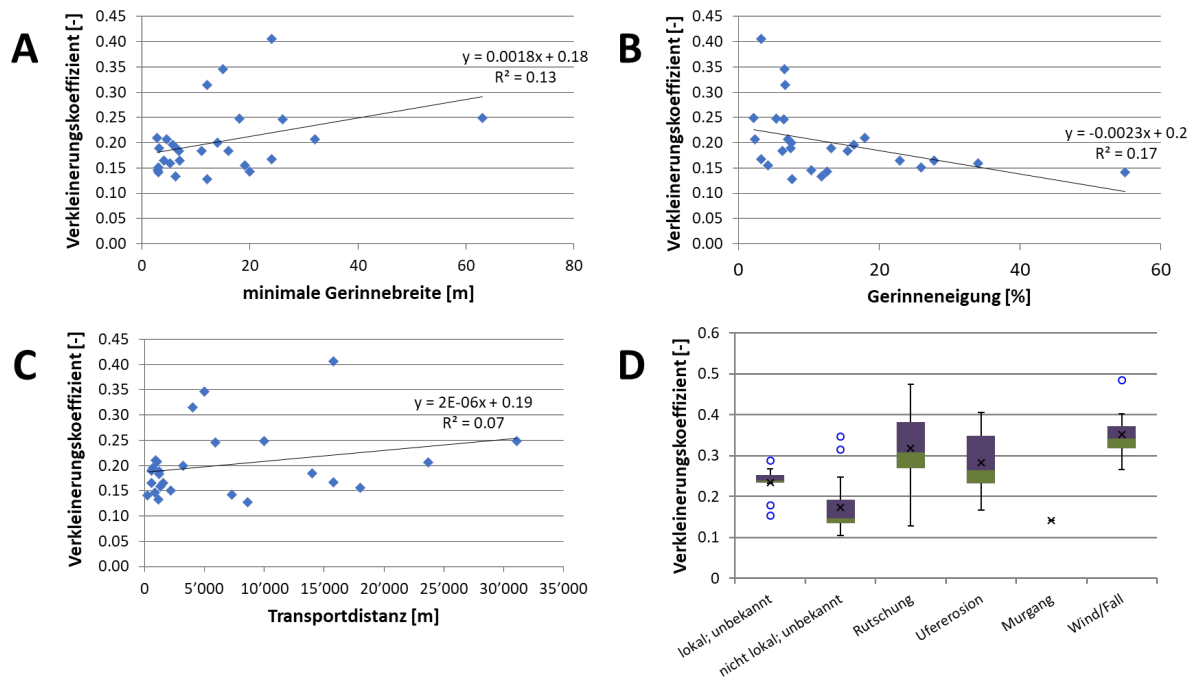 A
Verkleinerungskoeffizient [-]
0.45
0.40
0.35
0.30
0.25
0.20
0.15
0.10
0.05
0.00
y = 0.0018x + 0.18
R² = 0.13
0 20 40 60 80
minimale Gerinnebreite [m]
B
Verkleinerungskoeffizient [-]
0.45
0.40
0.35
0.30
0.25
0.20
0.15
0.10
0.05
0.00
y = -0.0023x + 0.2
R² = 0.17
0 20 40 60
Gerinneneigung [%]
C
Verkleinerungskoeffizient [-]
0.45
0.40
0.35
0.30
0.25
0.20
0.15
0.10
0.05
0.00
y = 2E-06x + 0.19
R² = 0.07
0 5’000 10’000 15’000 20’000 25’000 30’000 35’000
Transportdistanz [m]
D
Verkleinerungskoeffizient [-]
0.6
0.5
0.4
0.3
0.2
0.1
0
lokal; unbekannt
nicht lokal; unbekannt
Rutschung
Ufererosion
Murgang
Wind/Fall